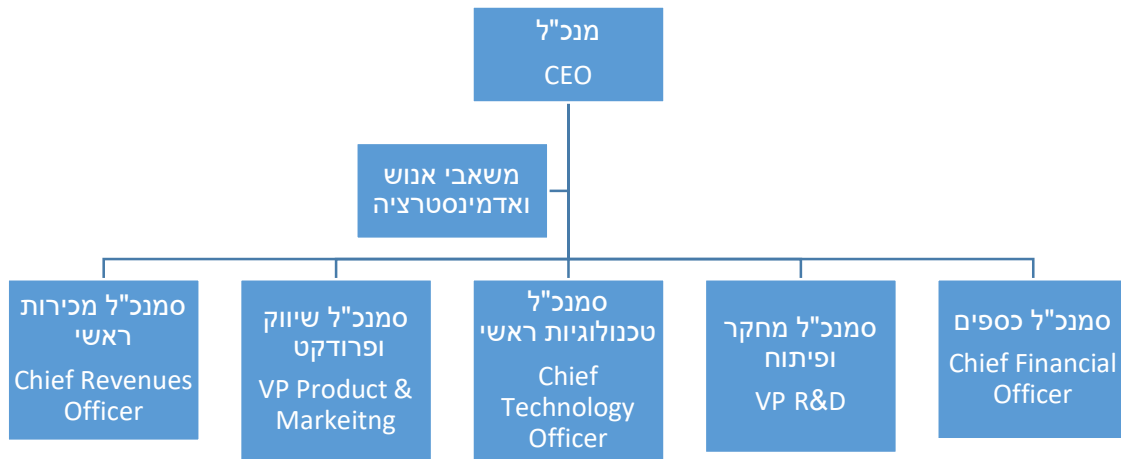 מנכ"ל
CEO
משאבי אנוש
ואדמינסטרציה
סמנכ"ל מכירות
ראשי
Chief Revenues
Officer
סמנכ"ל שיווק
ופרודקט
VP Product &
Markeitng
סמנכ"ל
טכנולוגיות ראשי
Chief
Technology
Officer
סמנכ"ל מחקר
ופיתוח
VP R&D
סמנכ"ל כספים
Chief Financial
Officer